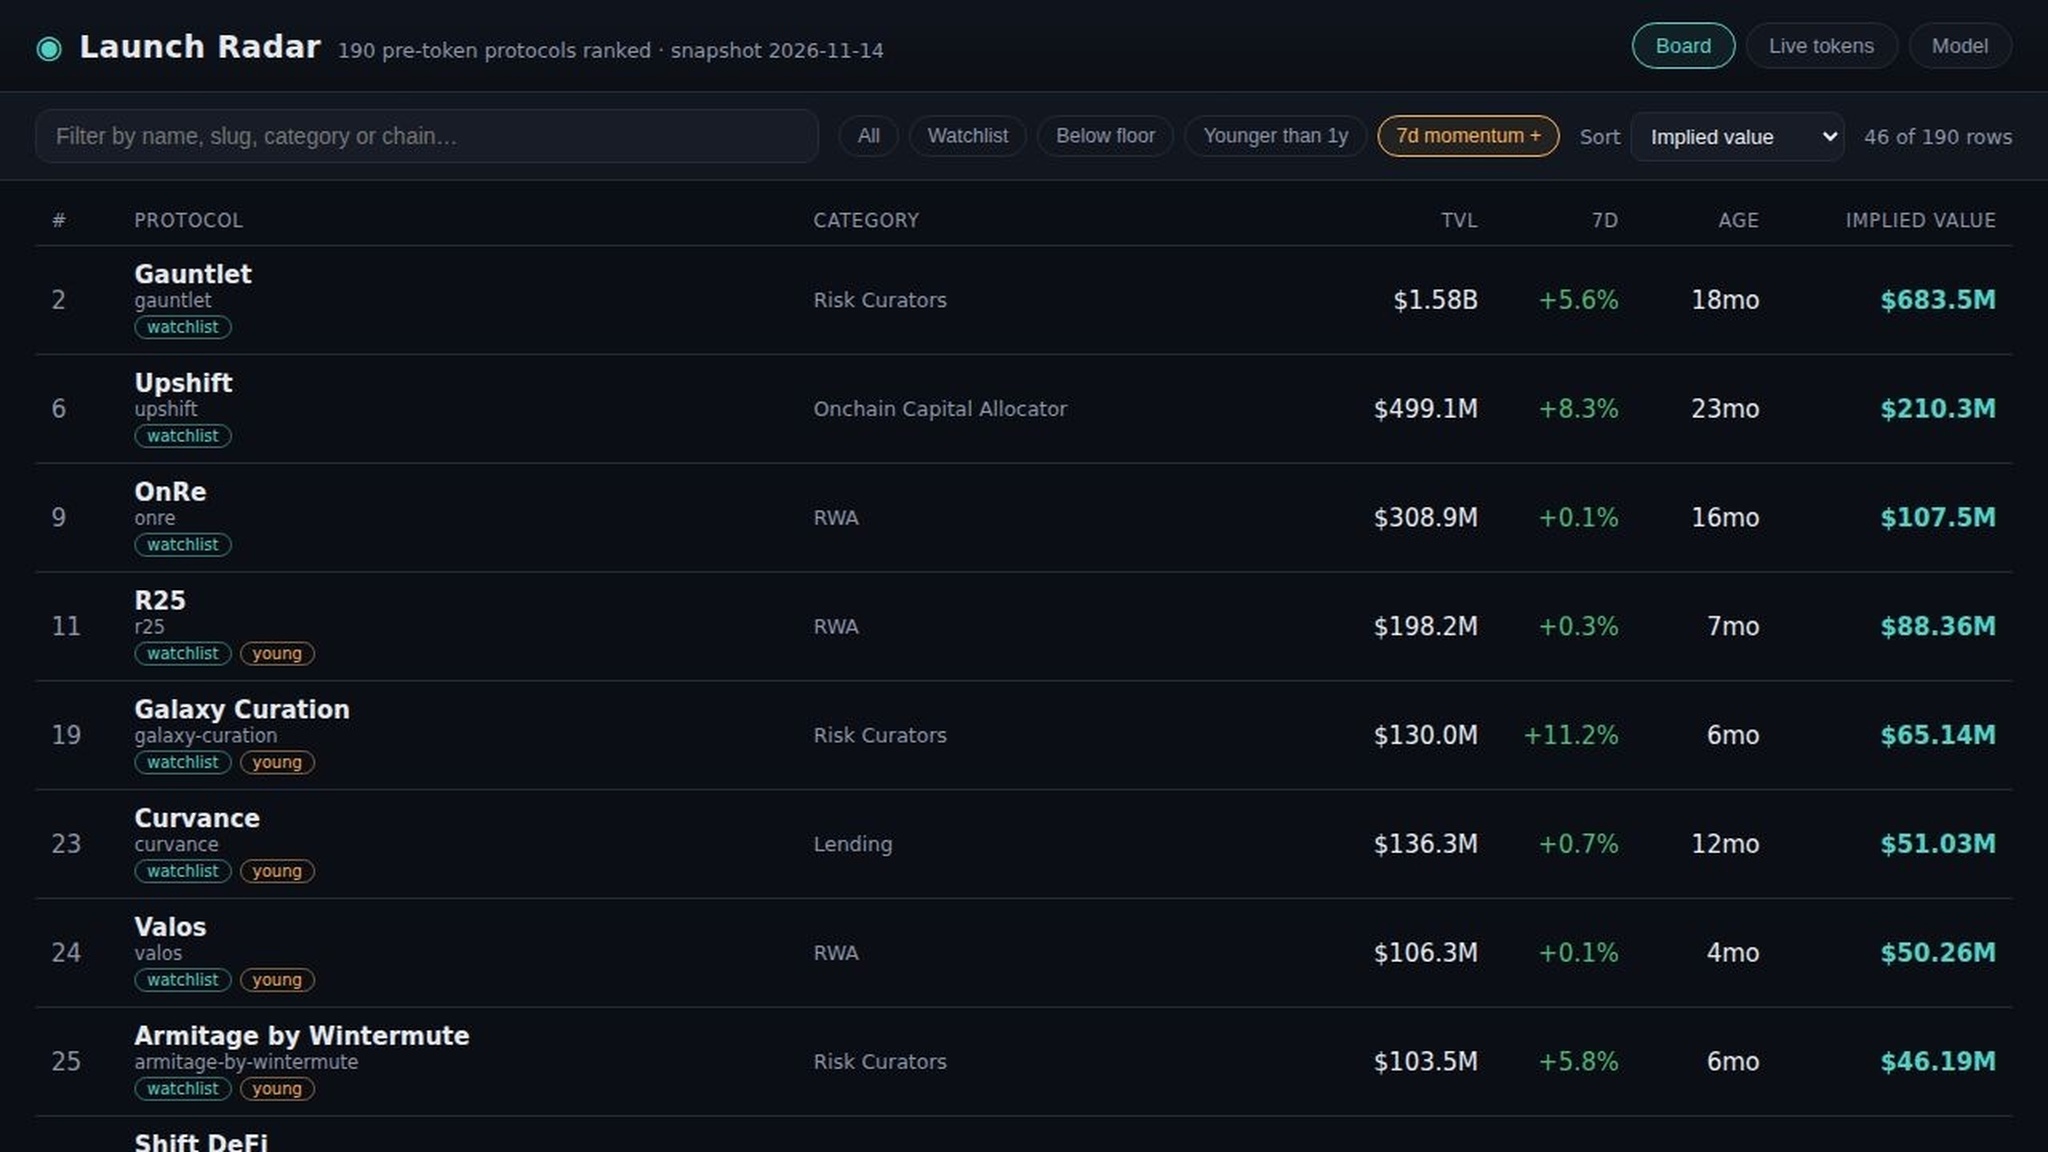 Launch Radar 190 pre-token protocols ranked · snapshot 2026-11-14 Board Live tokens Model
Filter by name, slug, category or chain… All Watchlist Below floor Younger than 1y 7d momentum + Sort Implied value 46 of 190 rows
# PROTOCOL CATEGORY TVL 7D AGE IMPLIED VALUE
Gauntlet
2 gauntlet Risk Curators $1.58B +5.6% 18mo $683.5M
watchlist
Upshift
6 upshift Onchain Capital Allocator $499.1M +8.3% 23mo $210.3M
watchlist
OnRe
9 onre RWA $308.9M +0.1% 16mo $107.5M
watchlist
R25
11 r25 RWA $198.2M +0.3% 7mo $88.36M
watchlist young
Galaxy Curation
19 galaxy-curation Risk Curators $130.0M +11.2% 6mo $65.14M
watchlist young
Curvance
23 curvance Lending $136.3M +0.7% 12mo $51.03M
watchlist young
Valos
24 valos RWA $106.3M +0.1% 4mo $50.26M
watchlist young
Armitage by Wintermute
25 armitage-by-wintermute Risk Curators $103.5M +5.8% 6mo $46.19M
watchlist young
Shift DeFi